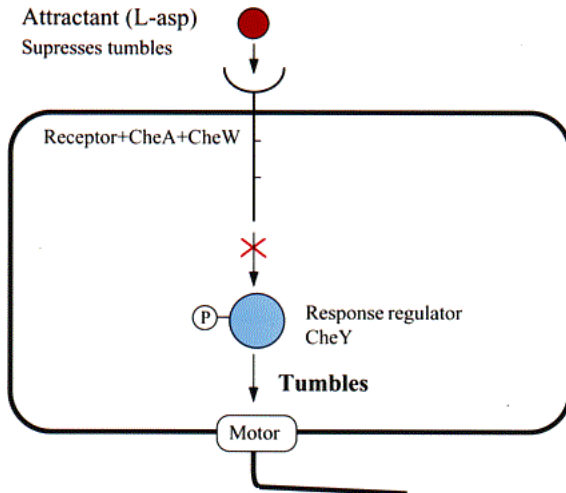 Attractant (L-asp)
Supresses tumbles
Receptor+CheA+CheW
P
Response regulator
CheY
Tumbles
Motor